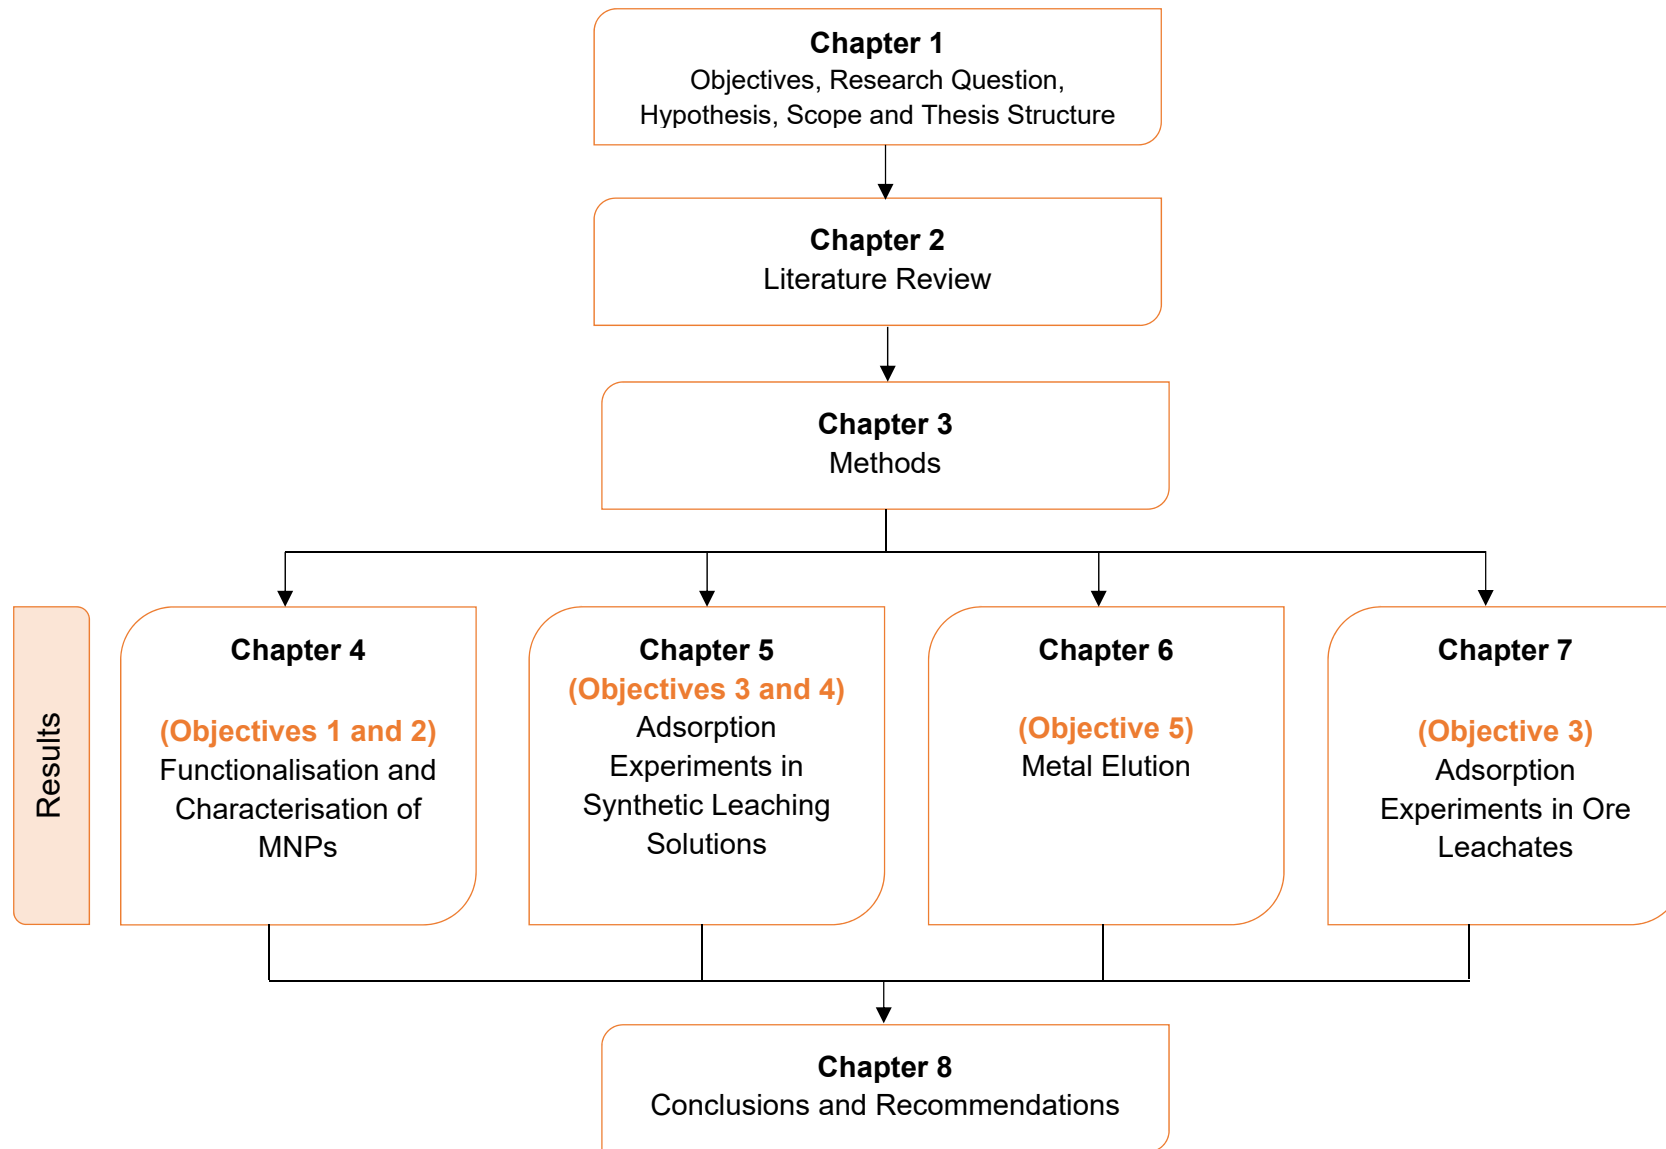 Chapter 1
Objectives, Research Question,
Hypothesis, Scope and Thesis Structure
Chapter 2
Literature Review
Chapter 3
Methods
Results
Chapter 4
(Objectives 1 and 2)
Functionalisation and
Characterisation of
MNPs
Chapter 5
(Objectives 3 and 4)
Adsorption
Experiments in
Synthetic Leaching
Solutions
Chapter 6
(Objective 5)
Metal Elution
Chapter 7
(Objective 3)
Adsorption
Experiments in Ore
Leachates
Chapter 8
Conclusions and Recommendations